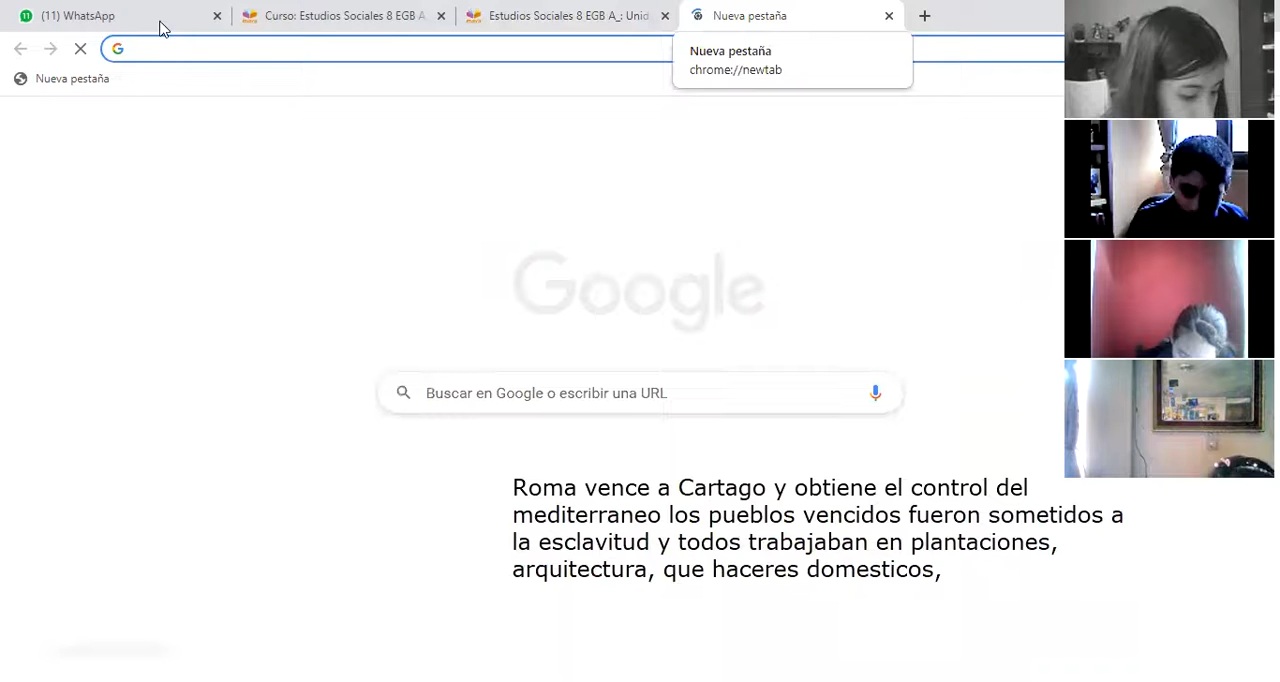 (11) WhatsApp
Curso: Estudios Sociales 8 EGB A
Estudios Sociales 8 EGB A_: Unid
Nueva pestaña
Nueva pestaña
chrome://newtab
Nueva pestaña
Google
Buscar en Google o escribir una URL
Roma vence a Cartago y obtiene el control del
mediterraneo los pueblos vencidos fueron sometidos a
la esclavitud y todos trabajaban en plantaciones,
arquitectura, que haceres domesticos,